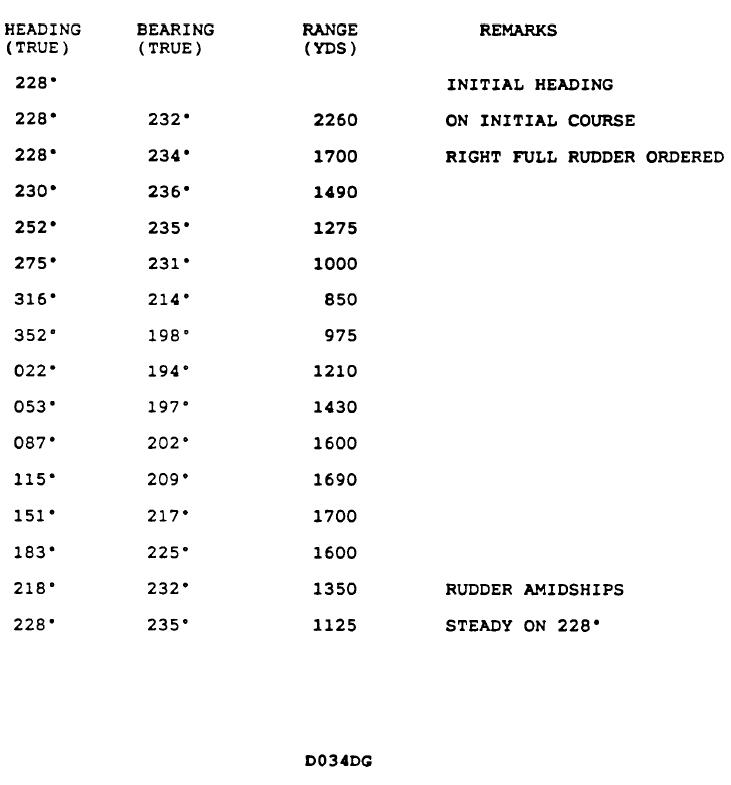 HEADING BEARING RANGE REMARKS
(TRUE) (TRUE) (YDS)
228° INITIAL HEADING
228° 232° 2260 ON INITIAL COURSE
228° 234° 1700 RIGHT FULL RUDDER ORDERED
230° 236° 1490
252° 235° 1275
275° 231° 1000
316° 214° 850
352° 198° 975
022° 194° 1210
053° 197° 1430
087° 202° 1600
115° 209° 1690
151° 217° 1700
183° 225° 1600
218° 232° 1350 RUDDER AMIDSHIPS
228° 235° 1125 STEADY ON 228°
D034DG